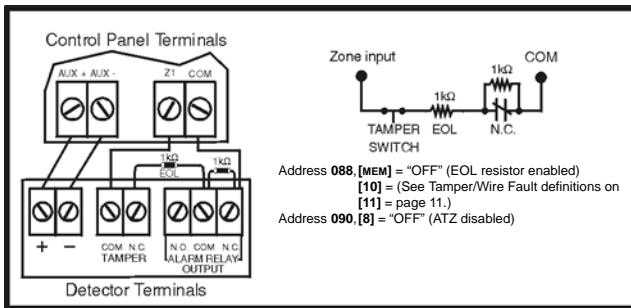 Control Panel Terminals
AUX + AUX -
Z1 COM
1kΩ
EOL
1kΩ
+ -
COM N.C.
TAMPER
N.O. COM N.C.
ALARM RELAY
OUTPUT
Detector Terminals
Zone input
COM
1kΩ
1kΩ
TAMPER
SWITCH
EOL
N.C.
Address 088, [MEM] = “OFF” (EOL resistor enabled)
[10] = (See Tamper/Wire Fault definitions on
[11] = page 11.)
Address 090, [8] = “OFF” (ATZ disabled)